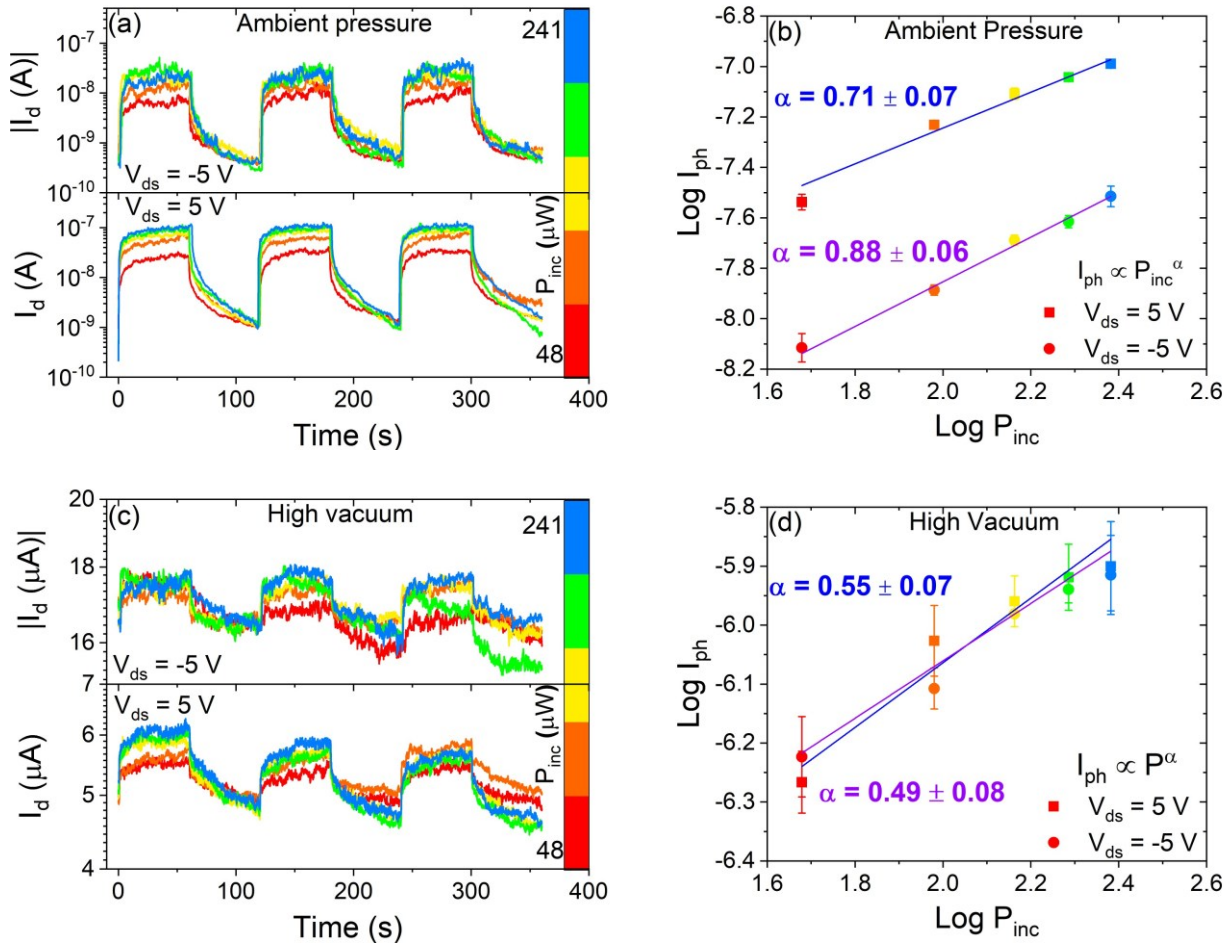 (a)
Ambient pressure
241
10⁻⁷
10⁻⁸
10⁻⁹
10⁻¹⁰
|I_d (A)|
V_ds = -5 V
V_ds = 5 V
10⁻⁷
10⁻⁸
10⁻⁹
10⁻¹⁰
I_d (A)
P_inc (μW)
48
0 100 200 300 400
Time (s)
(b)
Ambient Pressure
-6.8
-7.0
-7.2
-7.4
-7.6
-7.8
-8.0
-8.2
Log I_ph
α = 0.71 ± 0.07
α = 0.88 ± 0.06
I_ph ∝ P_inc^α
V_ds = 5 V
V_ds = -5 V
1.6 1.8 2.0 2.2 2.4 2.6
Log P_inc
(c)
High vacuum
241
20
18
16
7
|I_d (μA)|
V_ds = -5 V
V_ds = 5 V
6
5
4
I_d (μA)
P_inc (μW)
48
0 100 200 300 400
Time (s)
(d)
High Vacuum
-5.8
-5.9
-6.0
-6.1
-6.2
-6.3
-6.4
Log I_ph
α = 0.55 ± 0.07
α = 0.49 ± 0.08
I_ph ∝ P^α
V_ds = 5 V
V_ds = -5 V
1.6 1.8 2.0 2.2 2.4 2.6
Log P_inc